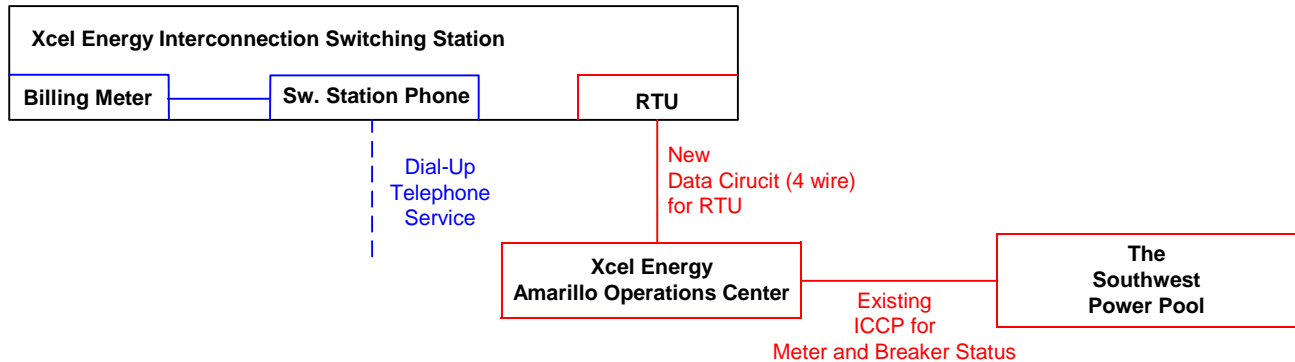 Xcel Energy Interconnection Switching Station
Billing Meter
Sw. Station Phone
RTU
Dial-Up
Telephone
Service
New
Data Cirucit (4 wire)
for RTU
Xcel Energy
Amarillo Operations Center
The
Southwest
Power Pool
Existing
ICCP for
Meter and Breaker Status